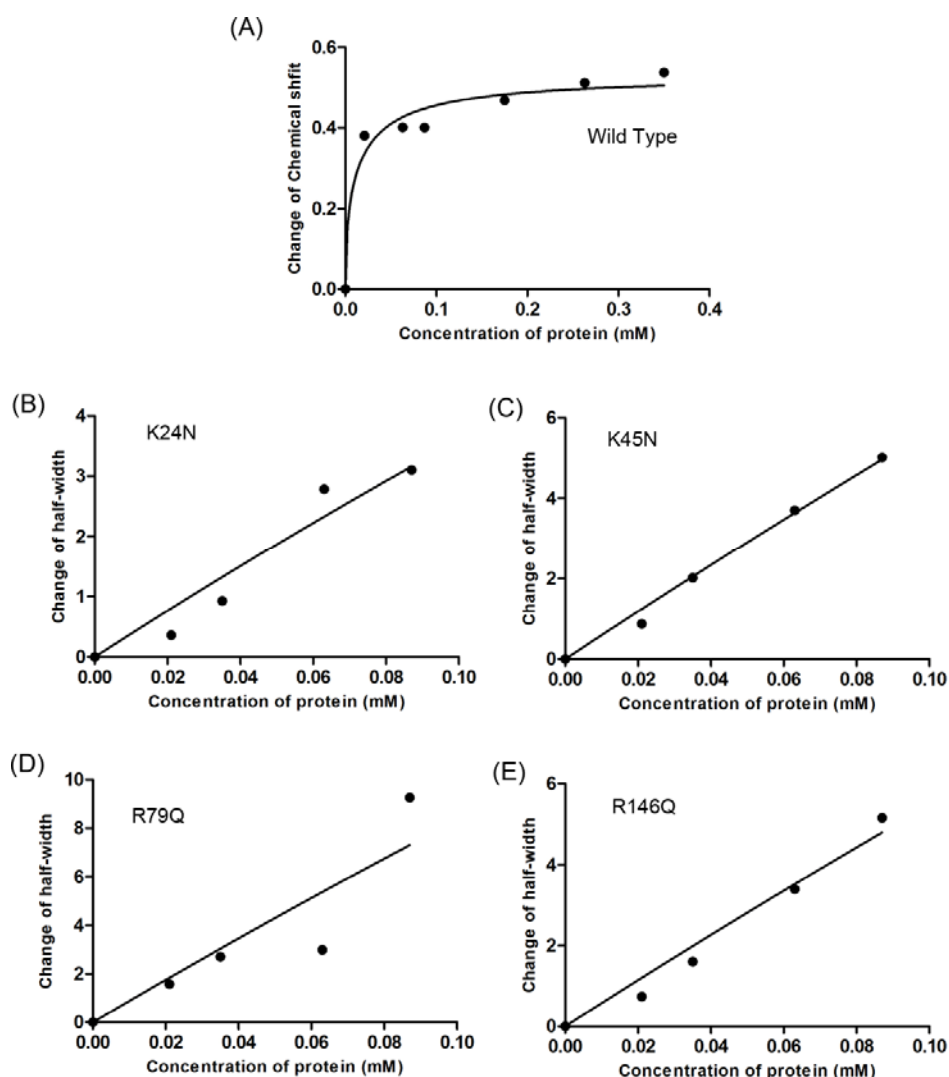 (A)
0.6
0.4
0.2
0.0
Change of Chemical shfit
Wild Type
0.0 0.1 0.2 0.3 0.4
Concentration of protein (mM)
(B)
4
3
2
1
0
Change of half-width
K24N
0.00 0.02 0.04 0.06 0.08 0.10
Concentration of protein (mM)
(C)
6
4
2
0
Change of half-width
K45N
0.00 0.02 0.04 0.06 0.08 0.10
Concentration of protein (mM)
(D)
10
8
6
4
2
0
Change of half-width
R79Q
0.00 0.02 0.04 0.06 0.08 0.10
Concentration of protein (mM)
(E)
6
4
2
0
Change of half-width
R146Q
0.00 0.02 0.04 0.06 0.08 0.10
Concentration of protein (mM)